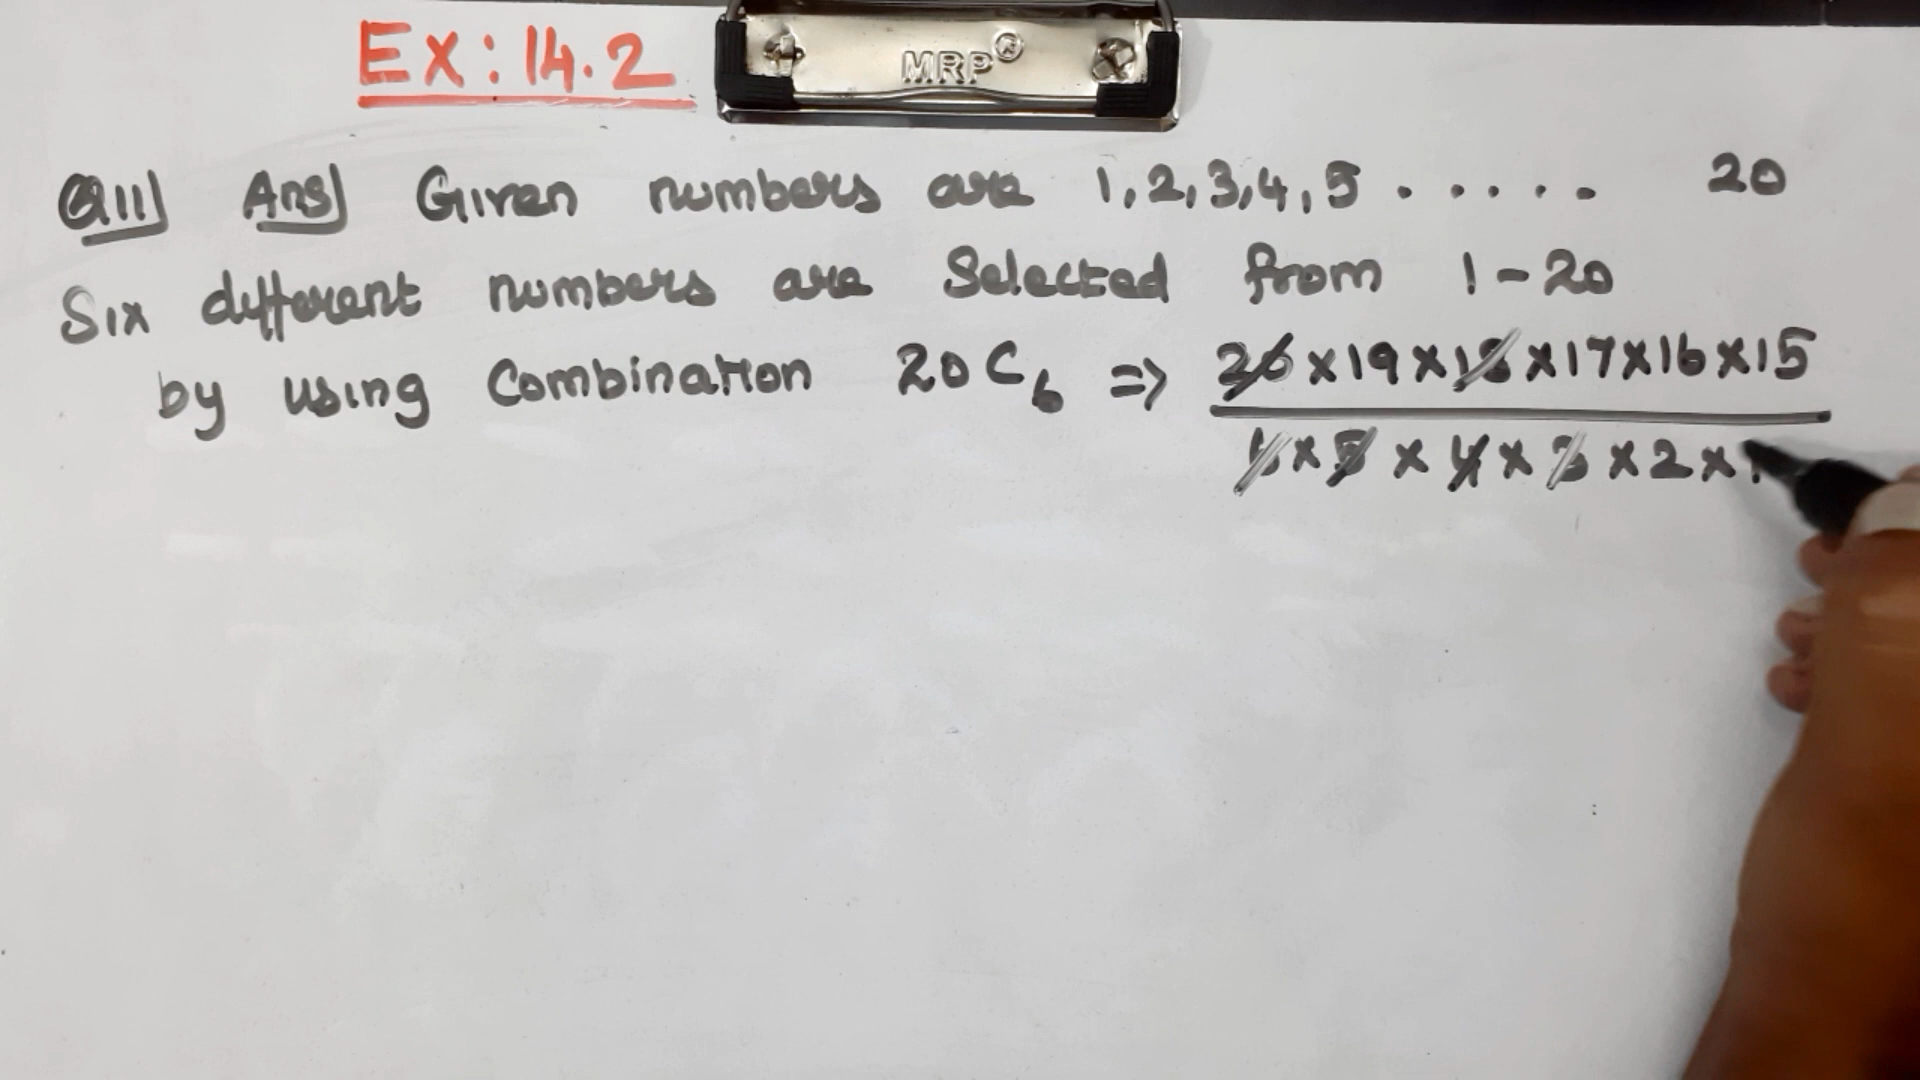 Ex: 14.2
MRP®
Q11) Ans) Given numbers are 1, 2, 3, 4, 5 . . . . . 20
Six different numbers are Selected from 1 - 20
by using Combination 20C6 => 20 x 19 x 18 x 17 x 16 x 15
6 x 5 x 4 x 3 x 2 x